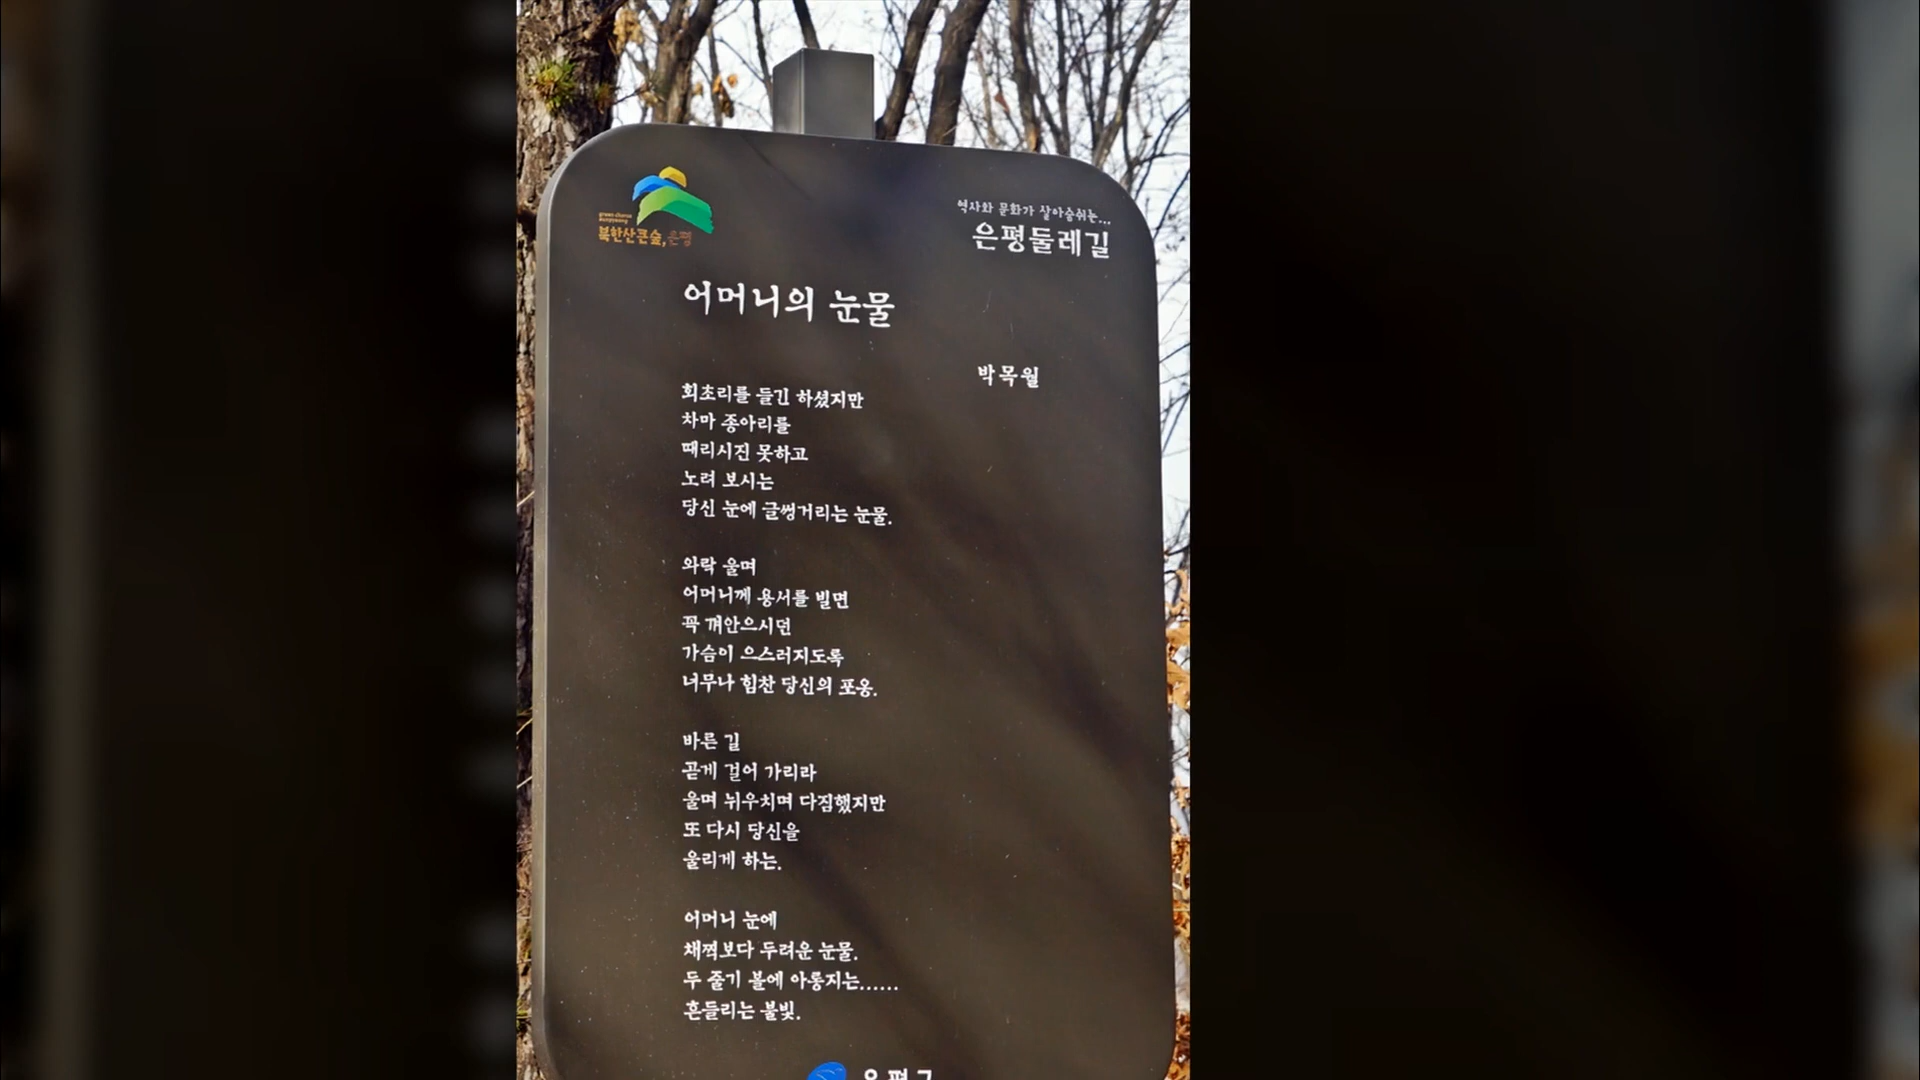 green chorus
eunpyeong
북한산큰숲, 은평
역사와 문화가 살아숨쉬는...
은평둘레길
어머니의 눈물
박목월
회초리를 들긴 하셨지만
차마 종아리를
때리시진 못하고
노려 보시는
당신 눈에 글썽거리는 눈물.
와락 울며
어머니께 용서를 빌면
꼭 껴안으시던
가슴이 으스러지도록
너무나 힘찬 당신의 포옹.
바른 길
곧게 걸어 가리라
울며 뉘우치며 다짐했지만
또 다시 당신을
울리게 하는.
어머니 눈에
채찍보다 두려운 눈물.
두 줄기 볼에 아롱지는......
흔들리는 불빛.
은평구